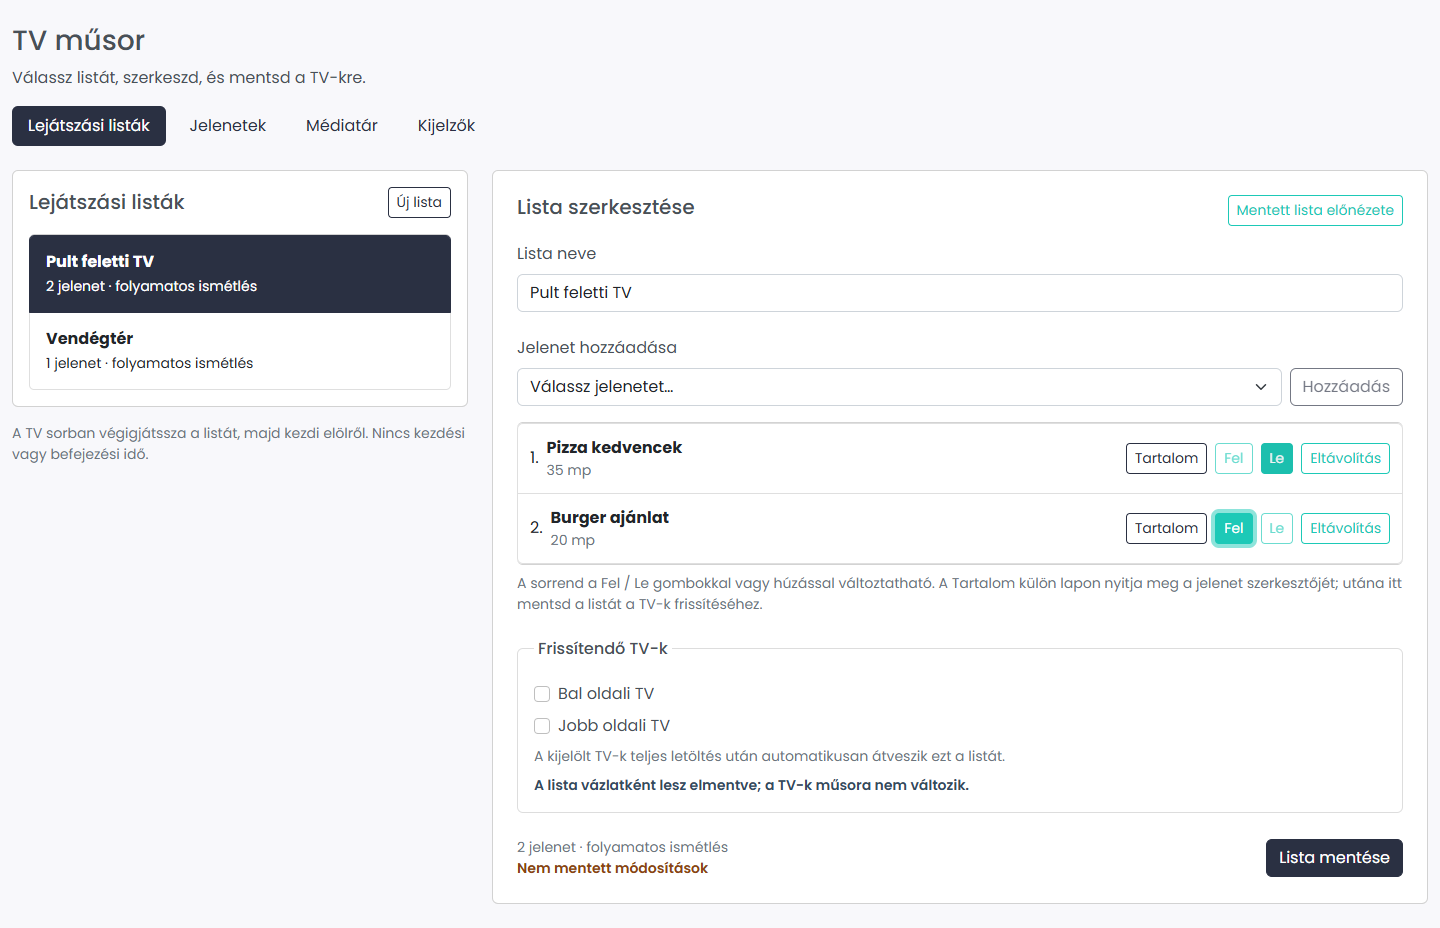 TV műsor
Válassz listát, szerkeszd, és mentsd a TV-kre.
Lejátszási listák
Jelenetek
Médiatár
Kijelzők
Lejátszási listák
Új lista
Pult feletti TV
2 jelenet · folyamatos ismétlés
Vendégtér
1 jelenet · folyamatos ismétlés
A TV sorban végigjátssza a listát, majd kezdi elölről. Nincs kezdési
vagy befejezési idő.
Lista szerkesztése
Mentett lista előnézete
Lista neve
Pult feletti TV
Jelenet hozzáadása
Válassz jelenetet...
Hozzáadás
1. Pizza kedvencek
35 mp
Tartalom
Fel
Le
Eltávolítás
2. Burger ajánlat
20 mp
Tartalom
Fel
Le
Eltávolítás
A sorrend a Fel / Le gombokkal vagy húzással változtatható. A Tartalom külön lapon nyitja meg a jelenet szerkesztőjét; utána itt
mentsd a listát a TV-k frissítéséhez.
Frissítendő TV-k
Bal oldali TV
Jobb oldali TV
A kijelölt TV-k teljes letöltés után automatikusan átveszik ezt a listát.
A lista vázlatként lesz elmentve; a TV-k műsora nem változik.
2 jelenet · folyamatos ismétlés
Nem mentett módosítások
Lista mentése